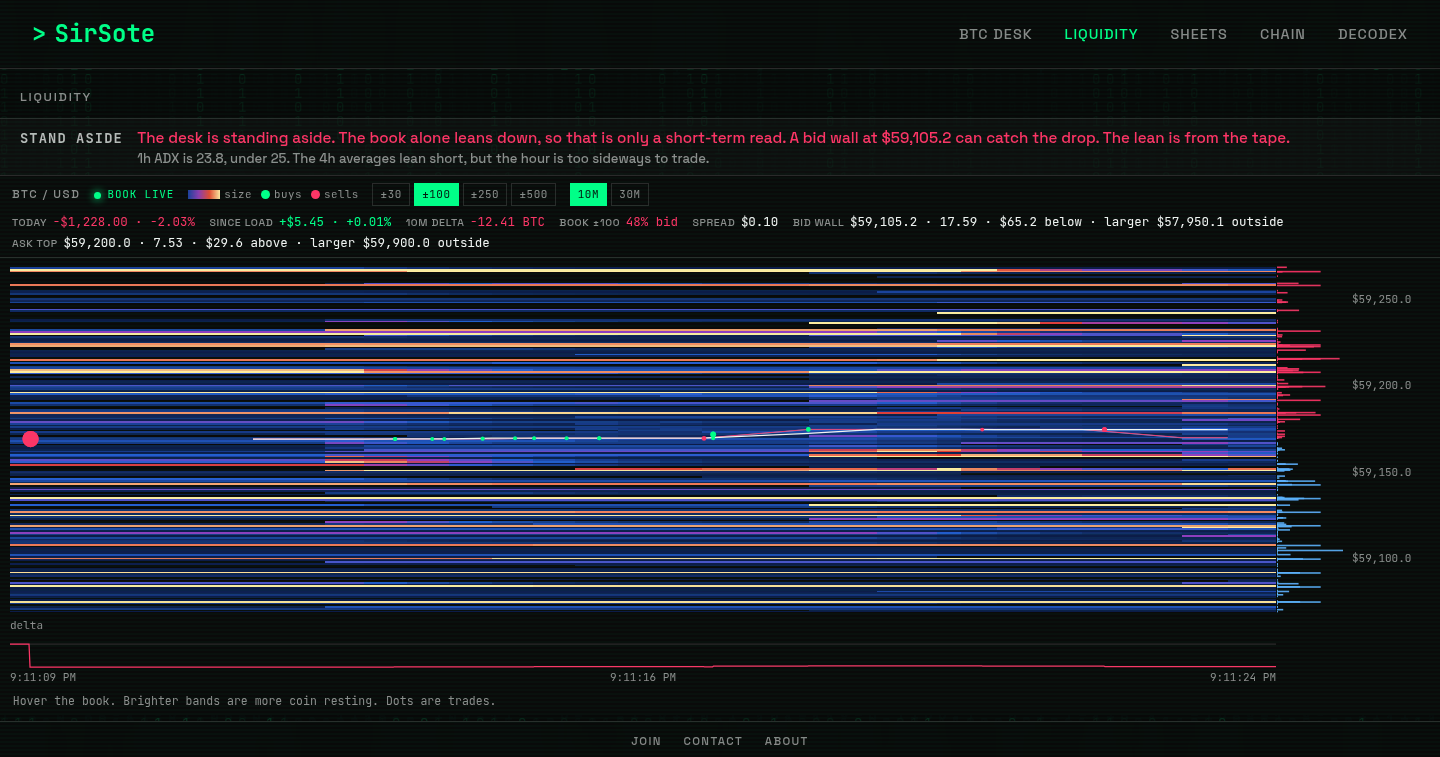 > SirSote
BTC DESK LIQUIDITY SHEETS CHAIN DECODEX
LIQUIDITY
STAND ASIDE The desk is standing aside. The book alone leans down, so that is only a short-term read. A bid wall at $59,105.2 can catch the drop. The lean is from the tape.
1h ADX is 23.8, under 25. The 4h averages lean short, but the hour is too sideways to trade.
BTC / USD BOOK LIVE size buys sells ±30 ±100 ±250 ±500 10M 30M
TODAY -$1,228.00 · -2.03% SINCE LOAD +$5.45 · +0.01% 10M DELTA -12.41 BTC BOOK ±100 48% bid SPREAD $0.10 BID WALL $59,105.2 · 17.59 · $65.2 below · larger $57,950.1 outside
ASK TOP $59,200.0 · 7.53 · $29.6 above · larger $59,900.0 outside
$59,250.0
$59,200.0
$59,150.0
$59,100.0
delta
9:11:09 PM 9:11:16 PM 9:11:24 PM
Hover the book. Brighter bands are more coin resting. Dots are trades.
JOIN CONTACT ABOUT